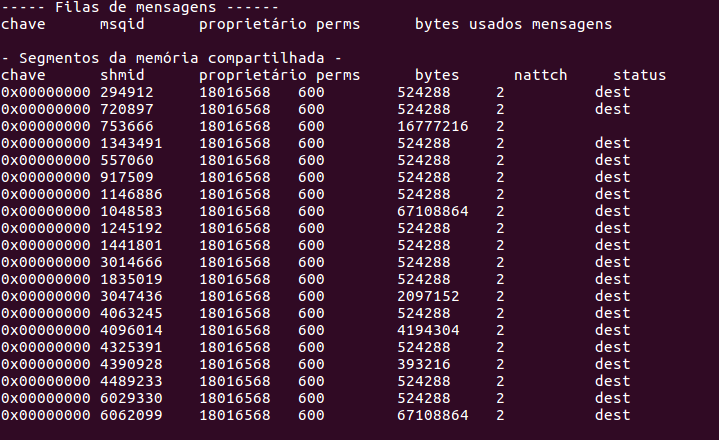 ----- Filas de mensagens ------
chave msqid proprietário perms bytes usados mensagens
- Segmentos da memória compartilhada -
chave shmid proprietário perms bytes nattch status
0x00000000 294912 18016568 600 524288 2 dest
0x00000000 720897 18016568 600 524288 2 dest
0x00000000 753666 18016568 600 16777216 2
0x00000000 1343491 18016568 600 524288 2 dest
0x00000000 557060 18016568 600 524288 2 dest
0x00000000 917509 18016568 600 524288 2 dest
0x00000000 1146886 18016568 600 524288 2 dest
0x00000000 1048583 18016568 600 67108864 2 dest
0x00000000 1245192 18016568 600 524288 2 dest
0x00000000 1441801 18016568 600 524288 2 dest
0x00000000 3014666 18016568 600 524288 2 dest
0x00000000 1835019 18016568 600 524288 2 dest
0x00000000 3047436 18016568 600 2097152 2 dest
0x00000000 4063245 18016568 600 524288 2 dest
0x00000000 4096014 18016568 600 4194304 2 dest
0x00000000 4325391 18016568 600 524288 2 dest
0x00000000 4390928 18016568 600 393216 2 dest
0x00000000 4489233 18016568 600 524288 2 dest
0x00000000 6029330 18016568 600 524288 2 dest
0x00000000 6062099 18016568 600 67108864 2 dest